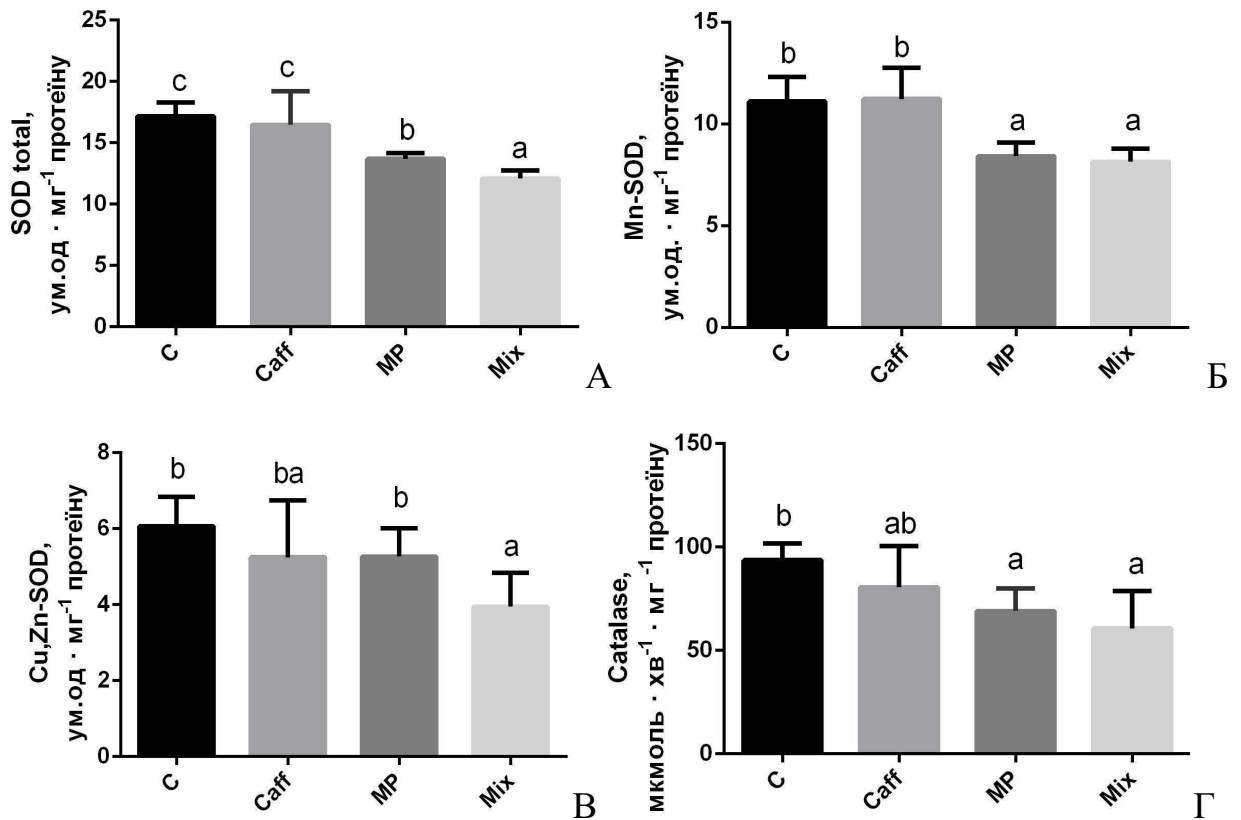 SOD total,
ум.од · мг⁻¹ протеїну
25
20
15
10
5
0
c
c
b
a
C
Caff
MP
Mix
А
Mn-SOD,
ум.од. · мг⁻¹ протеїну
15
10
5
0
b
b
a
a
C
Caff
MP
Mix
Б
Cu,Zn-SOD,
ум.од · мг⁻¹ протеїну
8
6
4
2
0
b
ba
b
a
C
Caff
MP
Mix
В
Catalase,
мкмоль · хв⁻¹ · мг ⁻¹ протеїну
150
100
50
0
b
ab
a
a
C
Caff
MP
Mix
Г